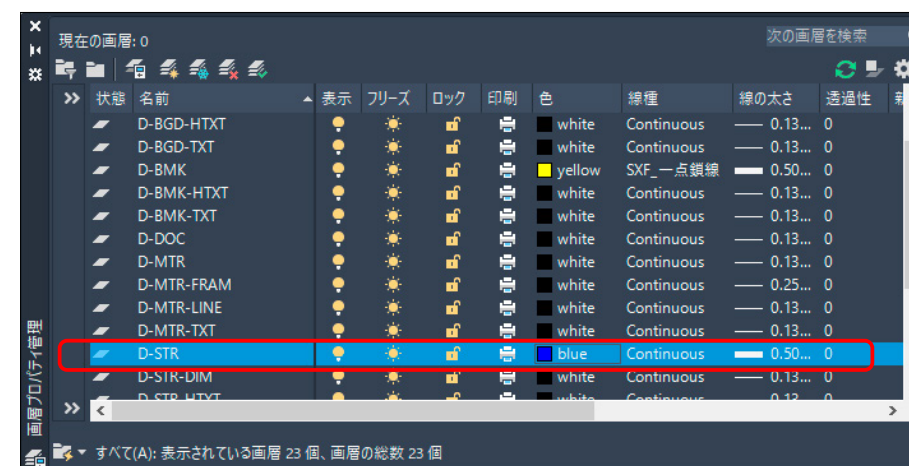 現在の画層: 0
次の画層を検索
状態 名前 表示 フリーズ ロック 印刷 色 線種 線の太さ 透過性 新
D-BGD-HTXT white Continuous 0.13... 0
D-BGD-TXT white Continuous 0.13... 0
D-BMK yellow SXF_一点鎖線 0.50... 0
D-BMK-HTXT white Continuous 0.13... 0
D-BMK-TXT white Continuous 0.13... 0
D-DOC white Continuous 0.13... 0
D-MTR white Continuous 0.13... 0
D-MTR-FRAM white Continuous 0.25... 0
D-MTR-LINE white Continuous 0.13... 0
D-MTR-TXT white Continuous 0.13... 0
D-STR blue Continuous 0.50... 0
D-STR-DIM white Continuous 0.13... 0
D-STR-HTXT white Continuous 0.13... 0
画層プロパティ管理
すべて(A): 表示されている画層 23 個、画層の総数 23 個